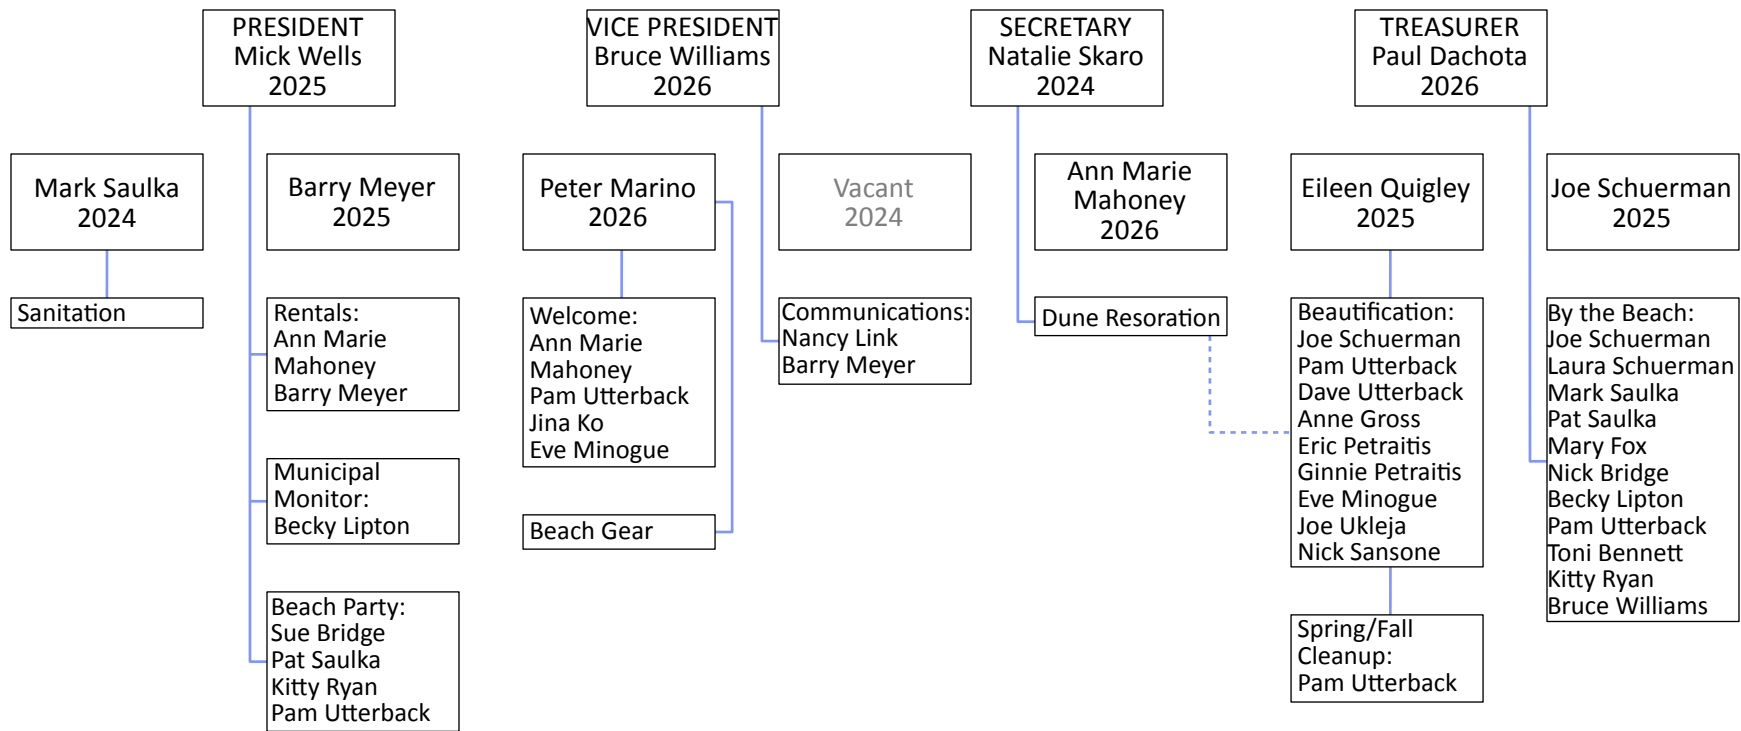 PRESIDENT
Mick Wells
2025
VICE PRESIDENT
Bruce Williams
2026
SECRETARY
Natalie Skaro
2024
TREASURER
Paul Dachota
2026
Mark Saulka
2024
Barry Meyer
2025
Peter Marino
2026
Vacant
2024
Ann Marie
Mahoney
2026
Eileen Quigley
2025
Joe Schuerman
2025
Sanitation
Rentals:
Ann Marie
Mahoney
Barry Meyer
Municipal
Monitor:
Becky Lipton
Beach Party:
Sue Bridge
Pat Saulka
Kitty Ryan
Pam Utterback
Welcome:
Ann Marie
Mahoney
Pam Utterback
Jina Ko
Eve Minogue
Beach Gear
Communications:
Nancy Link
Barry Meyer
Dune Resoration
Beautification:
Joe Schuerman
Pam Utterback
Dave Utterback
Anne Gross
Eric Petraitis
Ginnie Petraitis
Eve Minogue
Joe Ukleja
Nick Sansone
Spring/Fall
Cleanup:
Pam Utterback
By the Beach:
Joe Schuerman
Laura Schuerman
Mark Saulka
Pat Saulka
Mary Fox
Nick Bridge
Becky Lipton
Pam Utterback
Toni Bennett
Kitty Ryan
Bruce Williams